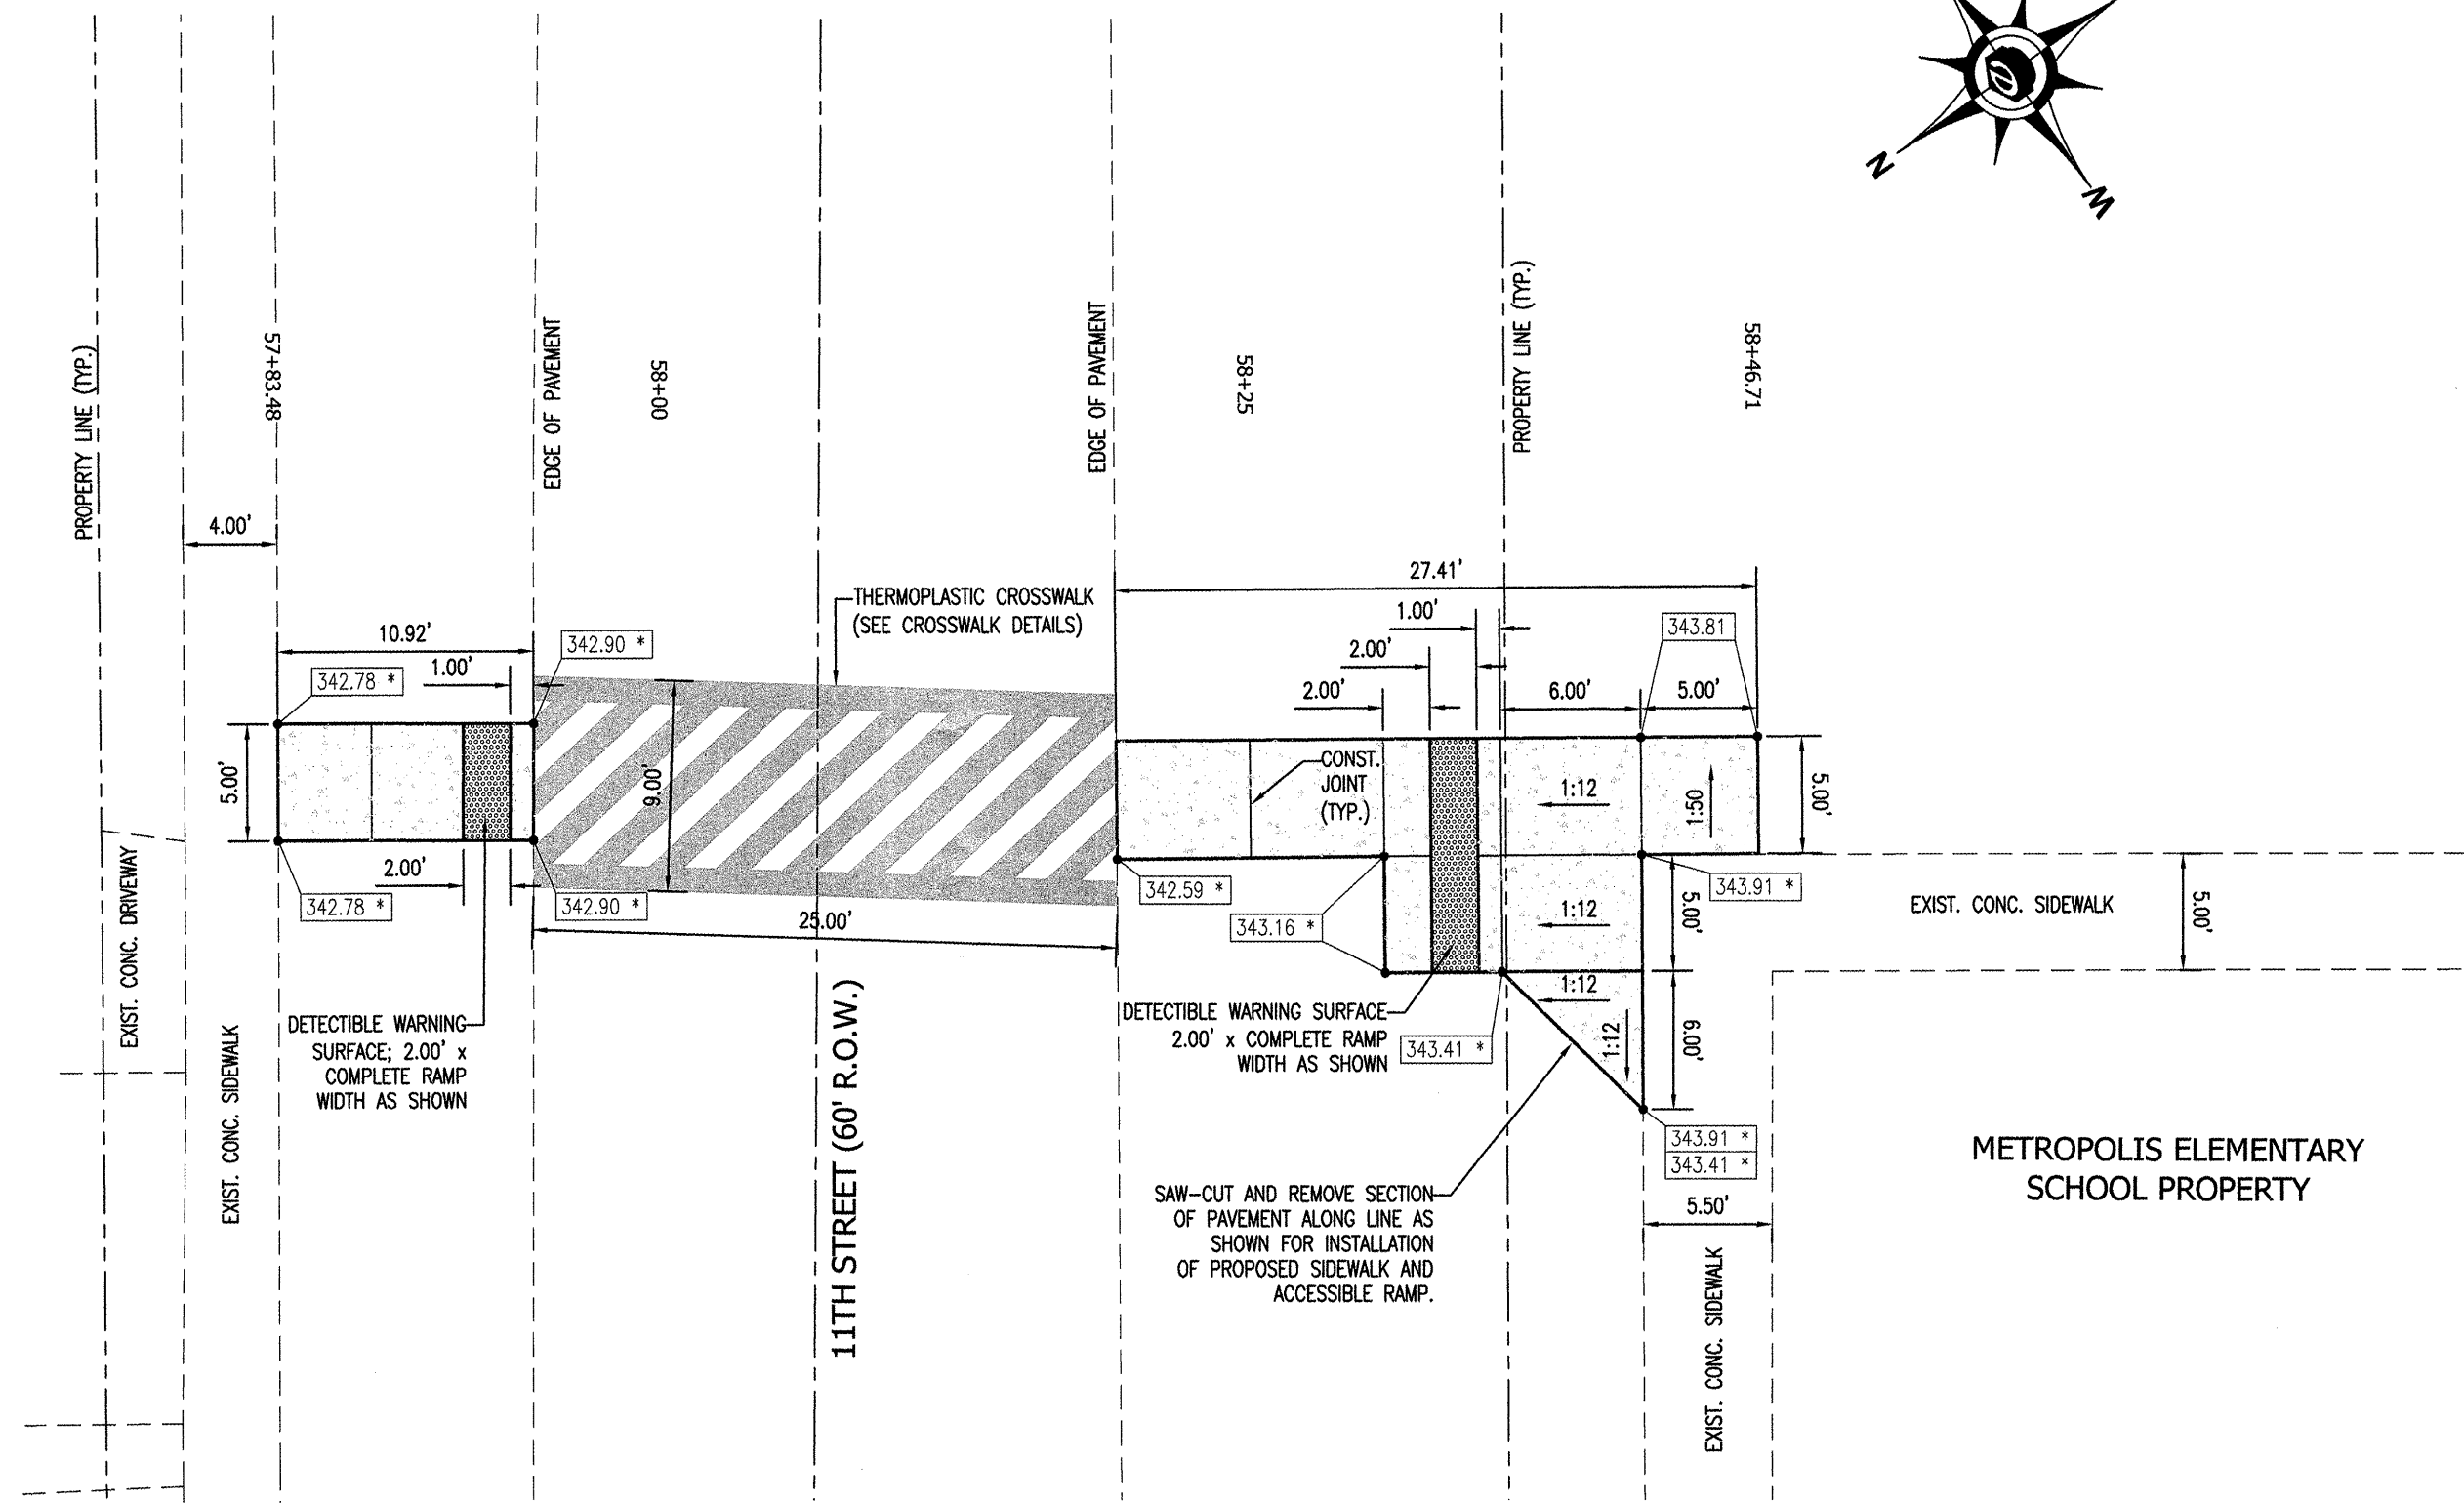 N
W
PROPERTY LINE (TYP.)
57+83.48
EDGE OF PAVEMENT
58+00
EDGE OF PAVEMENT
58+25
PROPERTY LINE (TYP.)
58+46.71
4.00'
10.92'
342.78 *
1.00'
342.90 *
THERMOPLASTIC CROSSWALK
(SEE CROSSWALK DETAILS)
27.41'
1.00'
2.00'
2.00'
6.00'
5.00'
343.81
5.00'
9.00'
CONST.
JOINT
(TYP.)
1:12
1:50
5.00'
2.00'
342.78 *
342.90 *
25.00'
342.59 *
343.16 *
1:12
5.00'
343.91 *
EXIST. CONC. SIDEWALK
5.00'
EXIST. CONC. DRIVEWAY
EXIST. CONC. SIDEWALK
DETECTIBLE WARNING
SURFACE; 2.00' x
COMPLETE RAMP
WIDTH AS SHOWN
11TH STREET (60' R.O.W.)
DETECTIBLE WARNING SURFACE
2.00' x COMPLETE RAMP
WIDTH AS SHOWN
343.41 *
1:12
1:12
6.00'
343.91 *
343.41 *
SAW-CUT AND REMOVE SECTION
OF PAVEMENT ALONG LINE AS
SHOWN FOR INSTALLATION
OF PROPOSED SIDEWALK AND
ACCESSIBLE RAMP.
5.50'
EXIST. CONC. SIDEWALK
METROPOLIS ELEMENTARY
SCHOOL PROPERTY